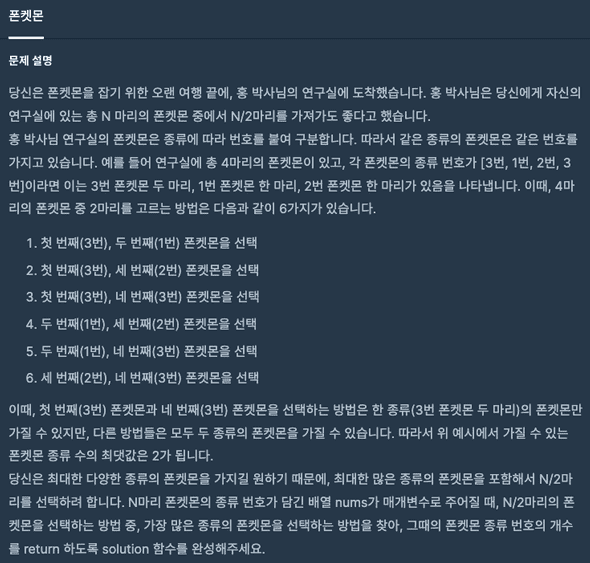 폰켓몬
문제 설명
당신은 폰켓몬을 잡기 위한 오랜 여행 끝에, 홍 박사님의 연구실에 도착했습니다. 홍 박사님은 당신에게 자신의
연구실에 있는 총 N 마리의 폰켓몬 중에서 N/2마리를 가져가도 좋다고 했습니다.
홍 박사님 연구실의 폰켓몬은 종류에 따라 번호를 붙여 구분합니다. 따라서 같은 종류의 폰켓몬은 같은 번호를
가지고 있습니다. 예를 들어 연구실에 총 4마리의 폰켓몬이 있고, 각 폰켓몬의 종류 번호가 [3번, 1번, 2번, 3
번]이라면 이는 3번 폰켓몬 두 마리, 1번 폰켓몬 한 마리, 2번 폰켓몬 한 마리가 있음을 나타냅니다. 이때, 4마
리의 폰켓몬 중 2마리를 고르는 방법은 다음과 같이 6가지가 있습니다.
1. 첫 번째(3번), 두 번째(1번) 폰켓몬을 선택
2. 첫 번째(3번), 세 번째(2번) 폰켓몬을 선택
3. 첫 번째(3번), 네 번째(3번) 폰켓몬을 선택
4. 두 번째(1번), 세 번째(2번) 폰켓몬을 선택
5. 두 번째(1번), 네 번째(3번) 폰켓몬을 선택
6. 세 번째(2번), 네 번째(3번) 폰켓몬을 선택
이때, 첫 번째(3번) 폰켓몬과 네 번째(3번) 폰켓몬을 선택하는 방법은 한 종류(3번 폰켓몬 두 마리)의 폰켓몬만
가질 수 있지만, 다른 방법들은 모두 두 종류의 폰켓몬을 가질 수 있습니다. 따라서 위 예시에서 가질 수 있는
폰켓몬 종류 수의 최댓값은 2가 됩니다.
당신은 최대한 다양한 종류의 폰켓몬을 가지길 원하기 때문에, 최대한 많은 종류의 폰켓몬을 포함해서 N/2마
리를 선택하려 합니다. N마리 폰켓몬의 종류 번호가 담긴 배열 nums가 매개변수로 주어질 때, N/2마리의 폰
켓몬을 선택하는 방법 중, 가장 많은 종류의 폰켓몬을 선택하는 방법을 찾아, 그때의 폰켓몬 종류 번호의 개수
를 return 하도록 solution 함수를 완성해주세요.